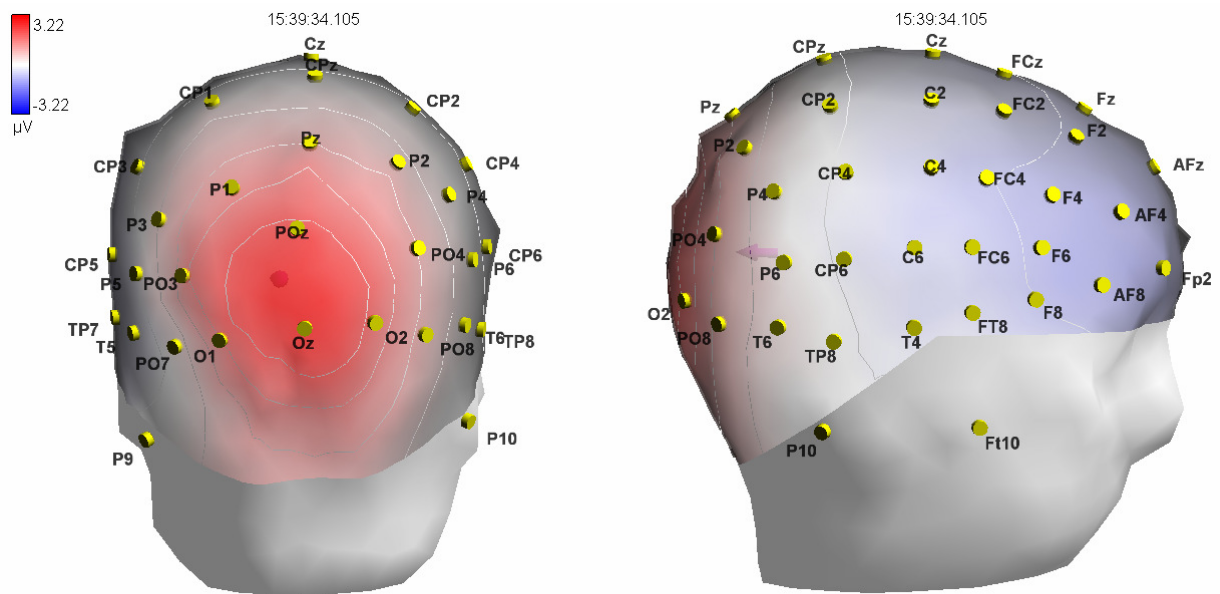 15:39:34.105
15:39:34.105
3.22
-3.22
µV
Cz
CPz
CP1
CP2
Pz
CP3
P2
CP4
P1
P4
P3
POz
PO4
CP5
P5
PO3
P6
CP6
TP7
T5
PO7
O1
Oz
O2
PO8
T6
TP8
P9
P10
CPz
Cz
FCz
Pz
CP2
C2
FC2
Fz
P2
F2
CP4
C4
FC4
AFz
P4
F4
AF4
PO4
P6
CP6
C6
FC6
F6
Fp2
O2
AF8
PO8
T6
TP8
T4
FT8
F8
P10
Ft10